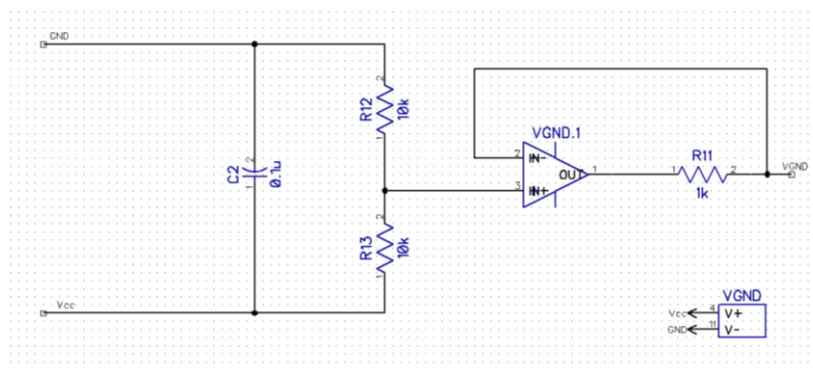 GND
2
R12
10k
1
C2
2
1
0.1u
2
R13
10k
1
Vcc
VGND.1
2
IN-
3
IN+
OUT
1
R11
1
2
1k
VGND
VGND
Vcc
4
V+
GND
11
V-